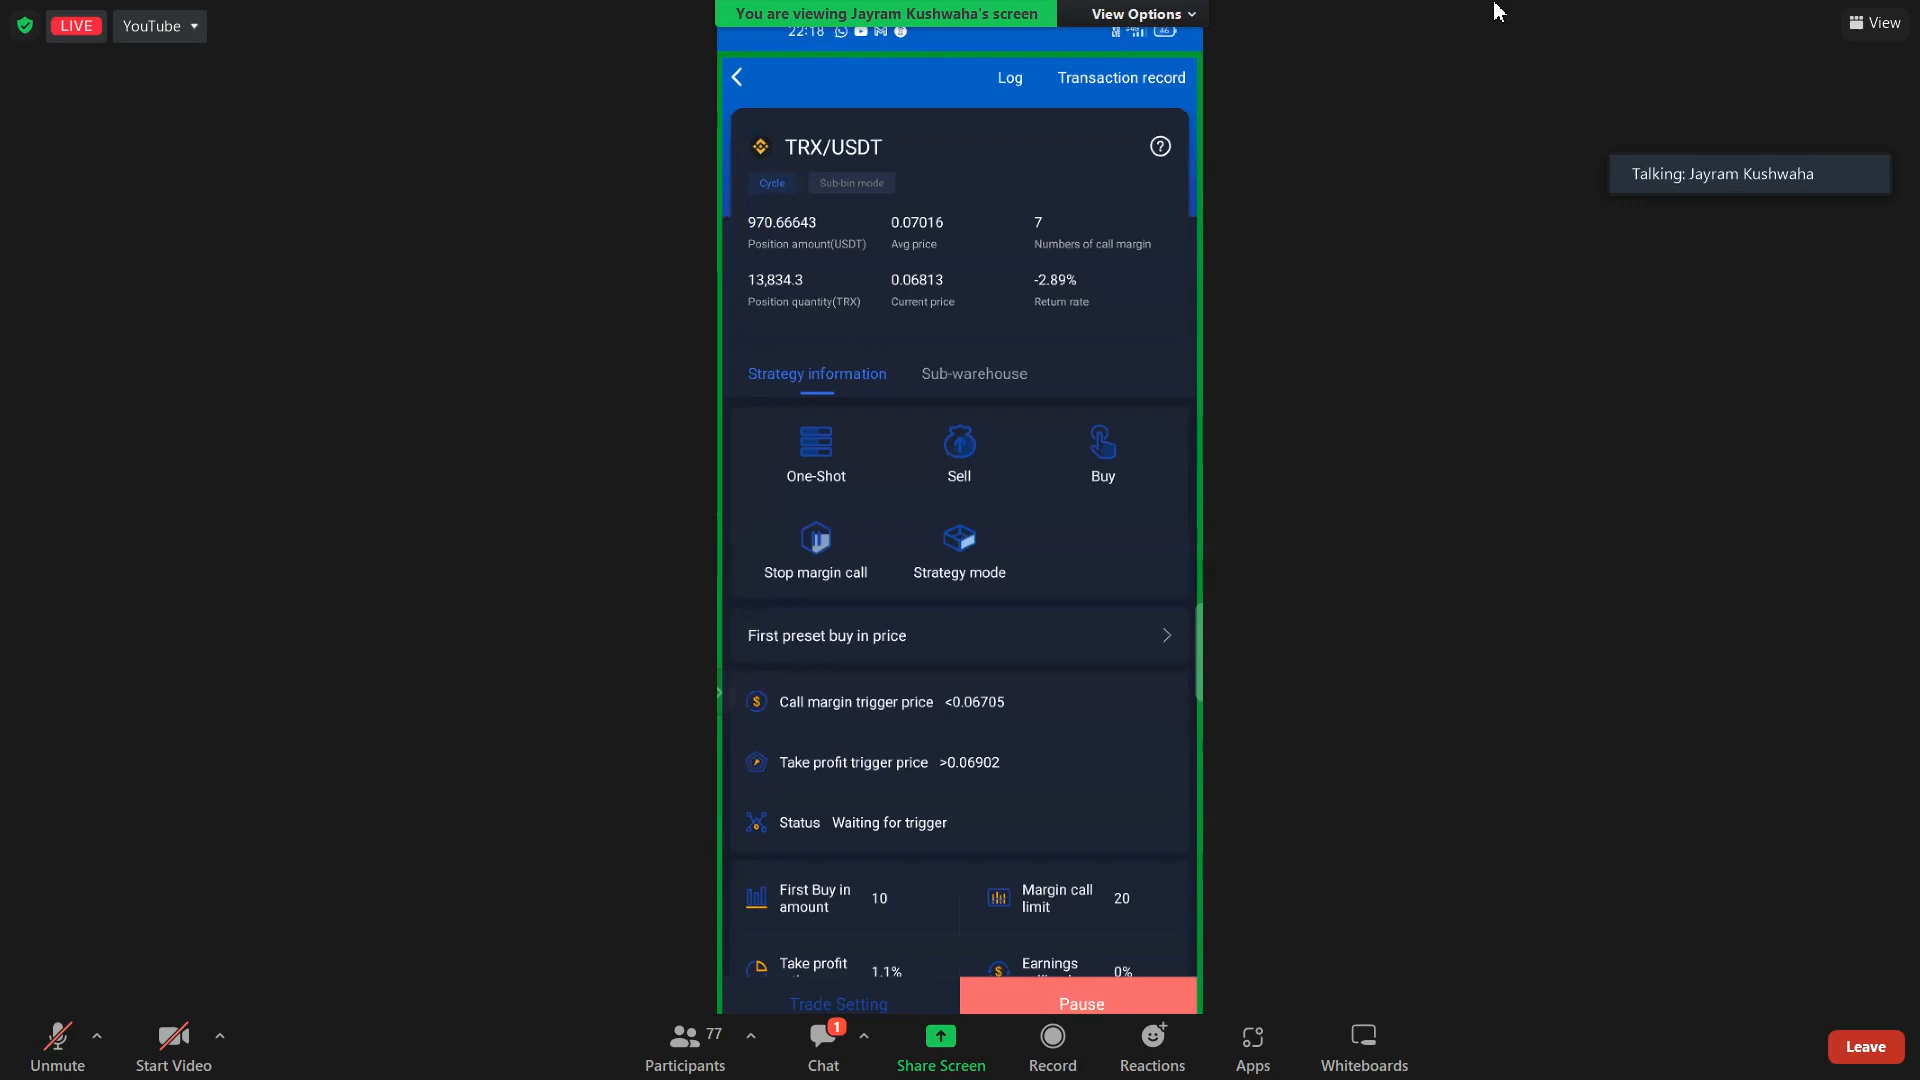 You are viewing Jayram Kushwaha's screen
View Options
LIVE
YouTube
View
22:18
Log
Transaction record
TRX/USDT
Cycle
Sub-bin mode
Talking: Jayram Kushwaha
970.66643
0.07016
7
Position amount(USDT)
Avg price
Numbers of call margin
13,834.3
0.06813
-2.89%
Position quantity(TRX)
Current price
Return rate
Strategy information
Sub-warehouse
One-Shot
Sell
Buy
Stop margin call
Strategy mode
First preset buy in price
Call margin trigger price <0.06705
Take profit trigger price >0.06902
Status Waiting for trigger
First Buy in
amount
10
Margin call
limit
20
Take profit
1.1%
Earnings
0%
Trade Setting
Pause
Unmute
Start Video
77
Participants
1
Chat
Share Screen
Record
Reactions
Apps
Whiteboards
Leave